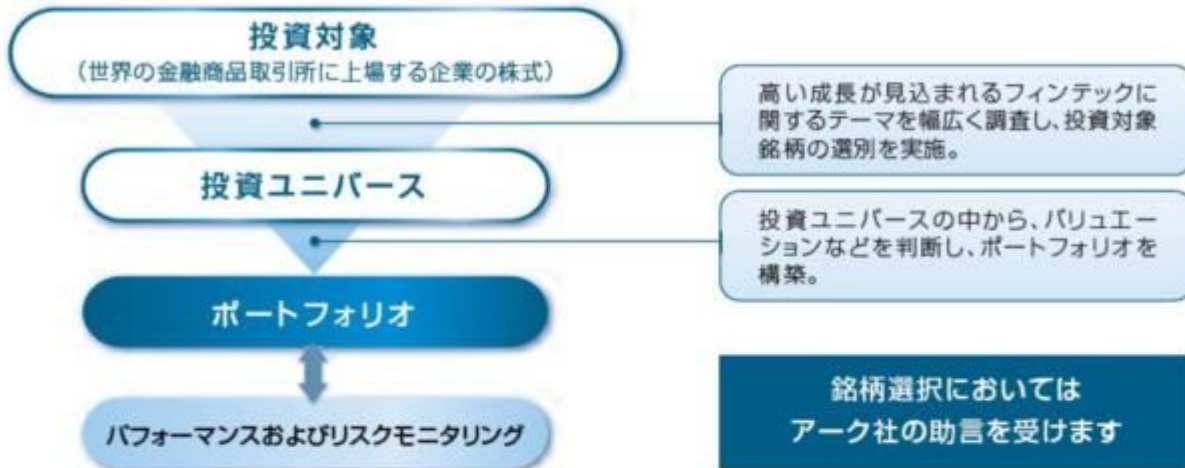 投資対象
(世界の金融商品取引所に上場する企業の株式)
高い成長が見込まれるフィンテックに
関するテーマを幅広く調査し、投資対象
銘柄の選別を実施。
投資ユニバース
投資ユニバースの中から、バリュエー
ションなどを判断し、ポートフォリオを
構築。
ポートフォリオ
パフォーマンスおよびリスクモニタリング
銘柄選択においては
アーク社の助言を受けます